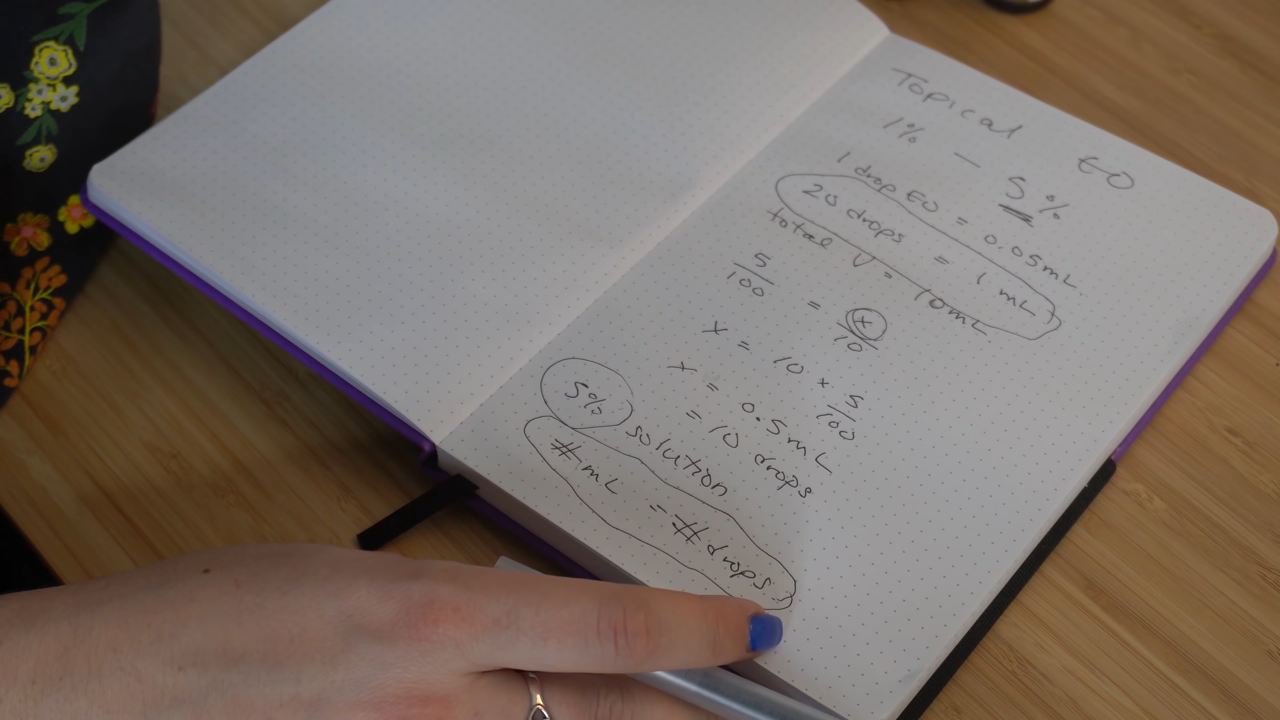 Topical EO
1% - 5%
1 drop EO = 0.05mL
20 drops = 1 mL
total V = 10mL
5/100 = x/10
x = 10 × 5/100
x = 0.5mL
= 10 drops
5% solution
# mL = # drops